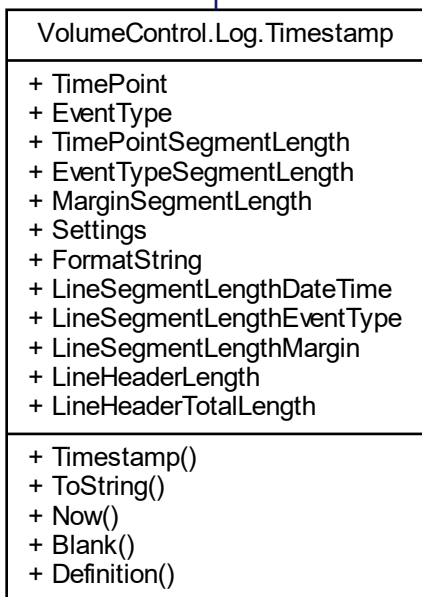 VolumeControl.Log.Timestamp
+ TimePoint
+ EventType
+ TimePointSegmentLength
+ EventTypeSegmentLength
+ MarginSegmentLength
+ Settings
+ FormatString
+ LineSegmentLengthDateTime
+ LineSegmentLengthEventType
+ LineSegmentLengthMargin
+ LineHeaderLength
+ LineHeaderTotalLength
+ Timestamp()
+ ToString()
+ Now()
+ Blank()
+ Definition()